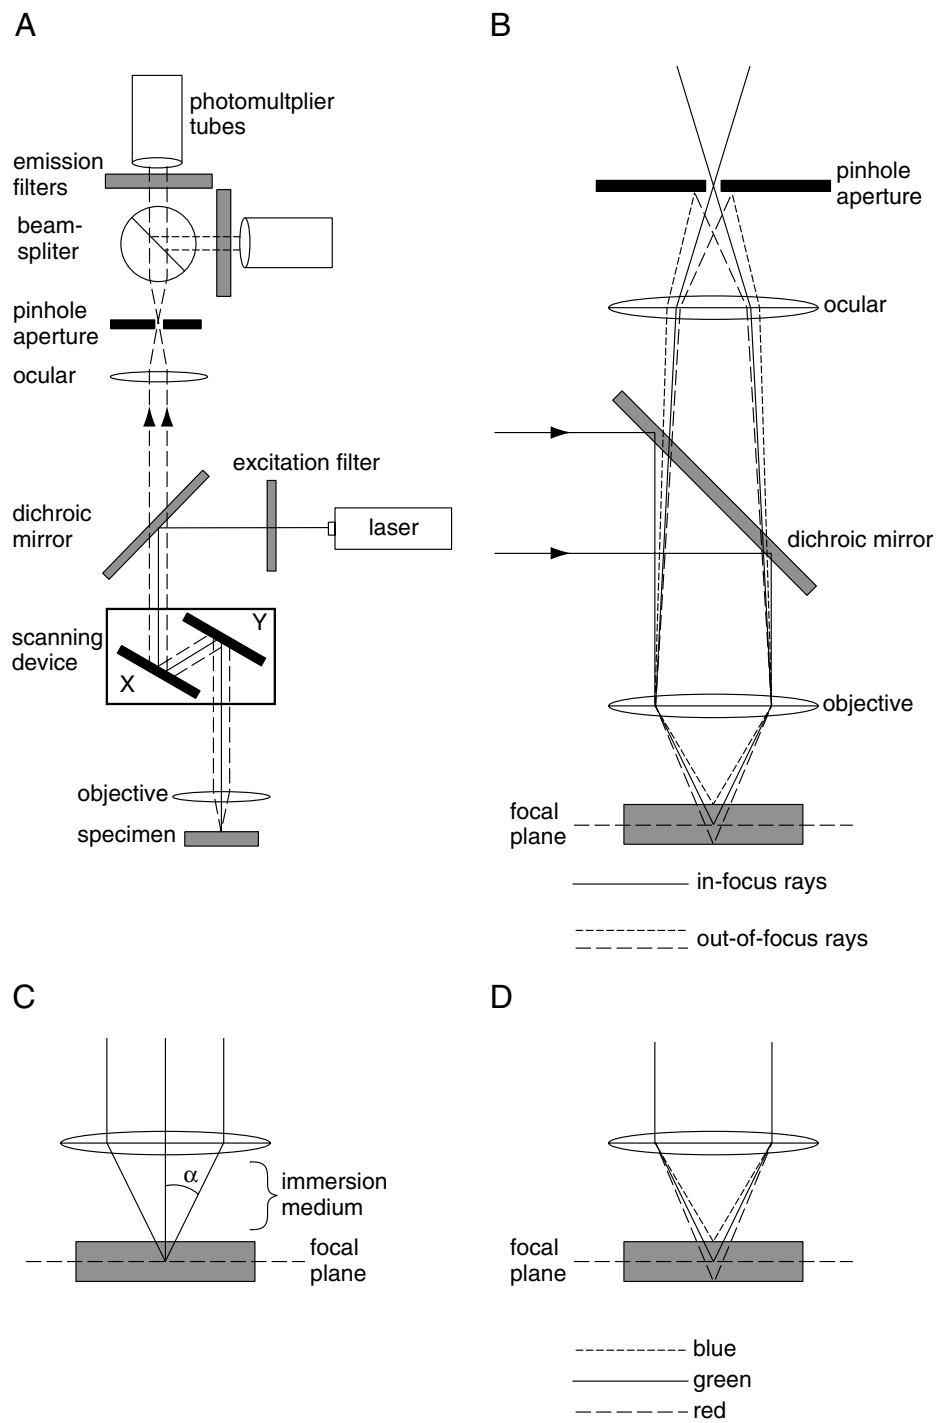 A
photomultplier
tubes
emission
filters
beam-
spliter
pinhole
aperture
ocular
excitation filter
dichroic
mirror
laser
scanning
device
Y
X
objective
specimen
B
pinhole
aperture
ocular
dichroic mirror
objective
focal
plane
in-focus rays
out-of-focus rays
C
α
immersion
medium
focal
plane
D
focal
plane
blue
green
red